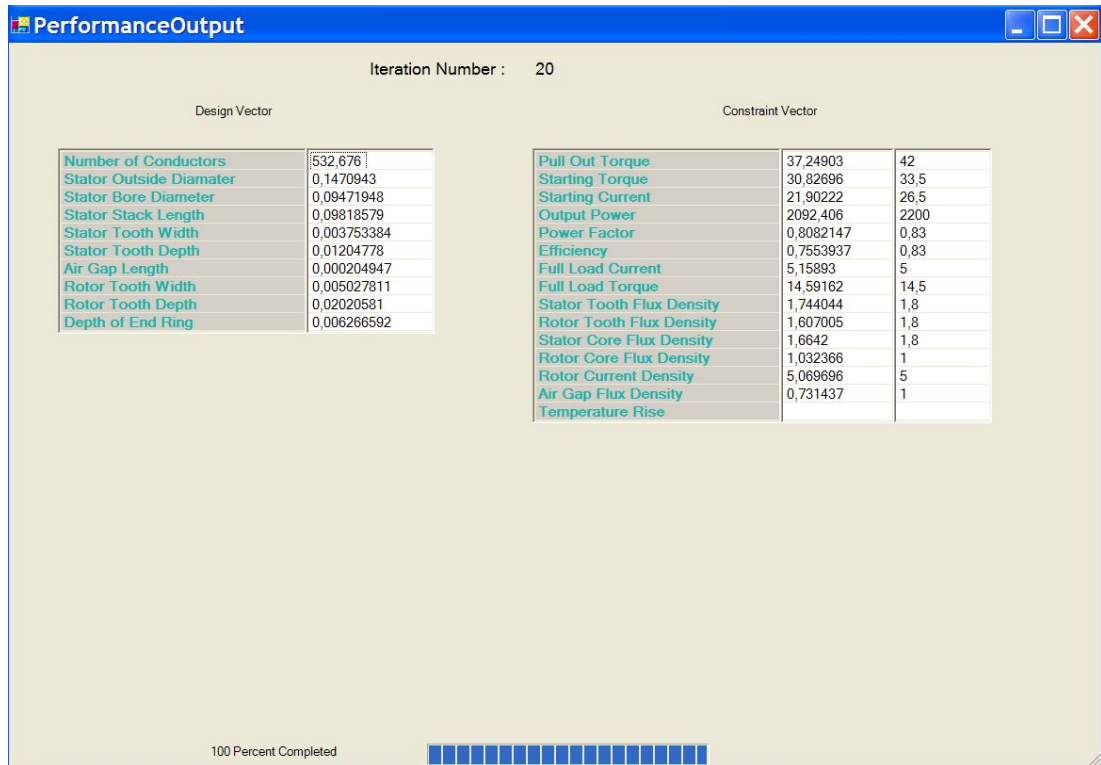 PerformanceOutput
Iteration Number : 20
Design Vector
Constraint Vector
Number of Conductors 532,676
Stator Outside Diamater 0,1470943
Stator Bore Diameter 0,09471948
Stator Stack Length 0,09818579
Stator Tooth Width 0,003753384
Stator Tooth Depth 0,01204778
Air Gap Length 0,000204947
Rotor Tooth Width 0,005027811
Rotor Tooth Depth 0,02020581
Depth of End Ring 0,006266592
Pull Out Torque 37,24903 42
Starting Torque 30,82696 33,5
Starting Current 21,90222 26,5
Output Power 2092,406 2200
Power Factor 0,8082147 0,83
Efficiency 0,7553937 0,83
Full Load Current 5,15893 5
Full Load Torque 14,59162 14,5
Stator Tooth Flux Density 1,744044 1,8
Rotor Tooth Flux Density 1,607005 1,8
Stator Core Flux Density 1,6642 1,8
Rotor Core Flux Density 1,032366 1
Rotor Current Density 5,069696 5
Air Gap Flux Density 0,731437 1
Temperature Rise
100 Percent Completed